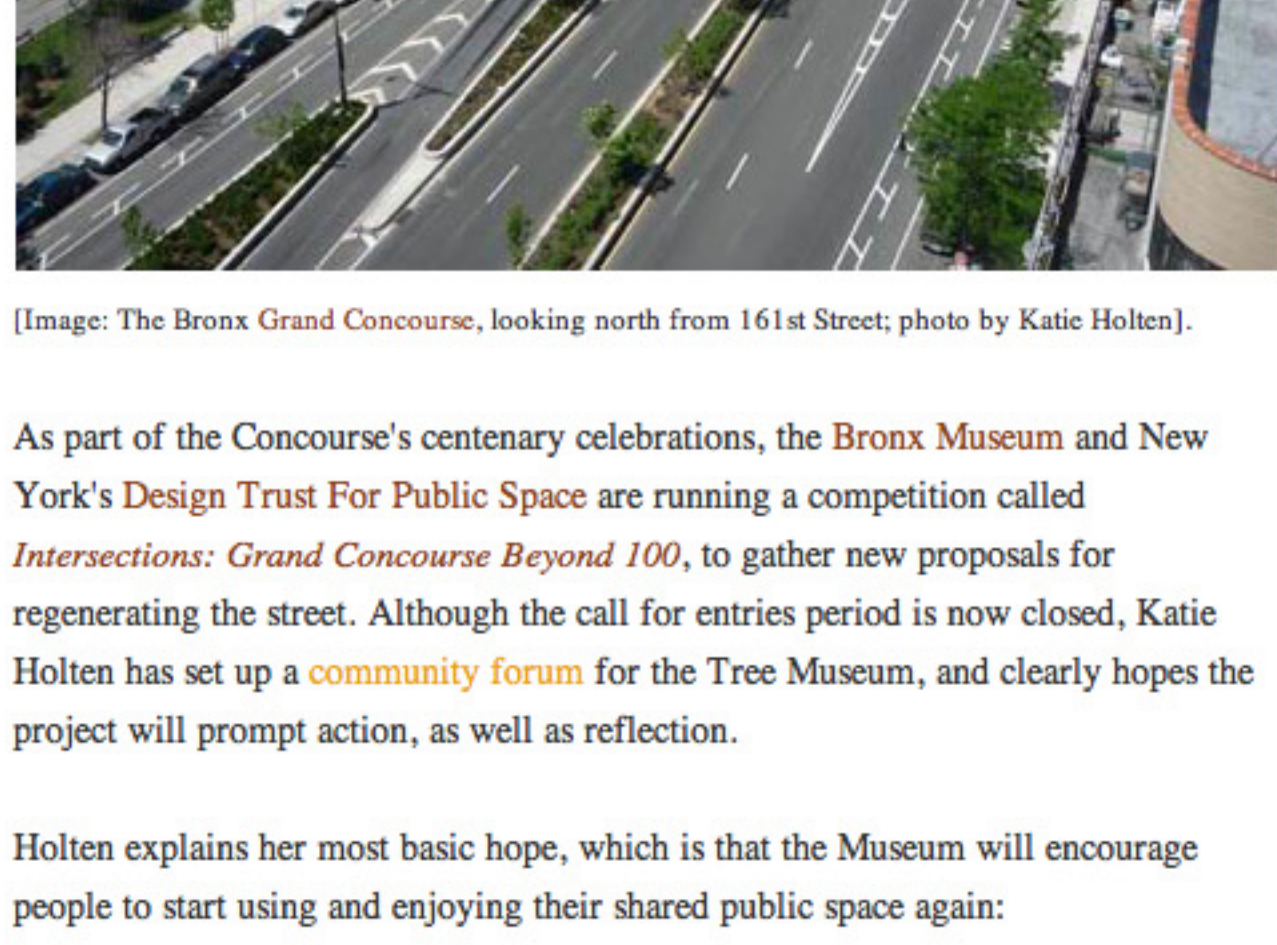 [Image: The Bronx Grand Concourse, looking north from 161st Street; photo by Katie Holten].
As part of the Concourse's centenary celebrations, the Bronx Museum and New
York's Design Trust For Public Space are running a competition called
Intersections: Grand Concourse Beyond 100, to gather new proposals for
regenerating the street. Although the call for entries period is now closed, Katie
Holten has set up a community forum for the Tree Museum, and clearly hopes the
project will prompt action, as well as reflection.
Holten explains her most basic hope, which is that the Museum will encourage
people to start using and enjoying their shared public space again: